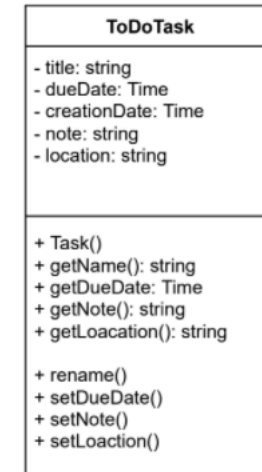 ToDoTask
- title: string
- dueDate: Time
- creationDate: Time
- note: string
- location: string
+ Task()
+ getName(): string
+ getDueDate: Time
+ getNote(): string
+ getLoacation(): string
+ rename()
+ setDueDate()
+ setNote()
+ setLoaction()